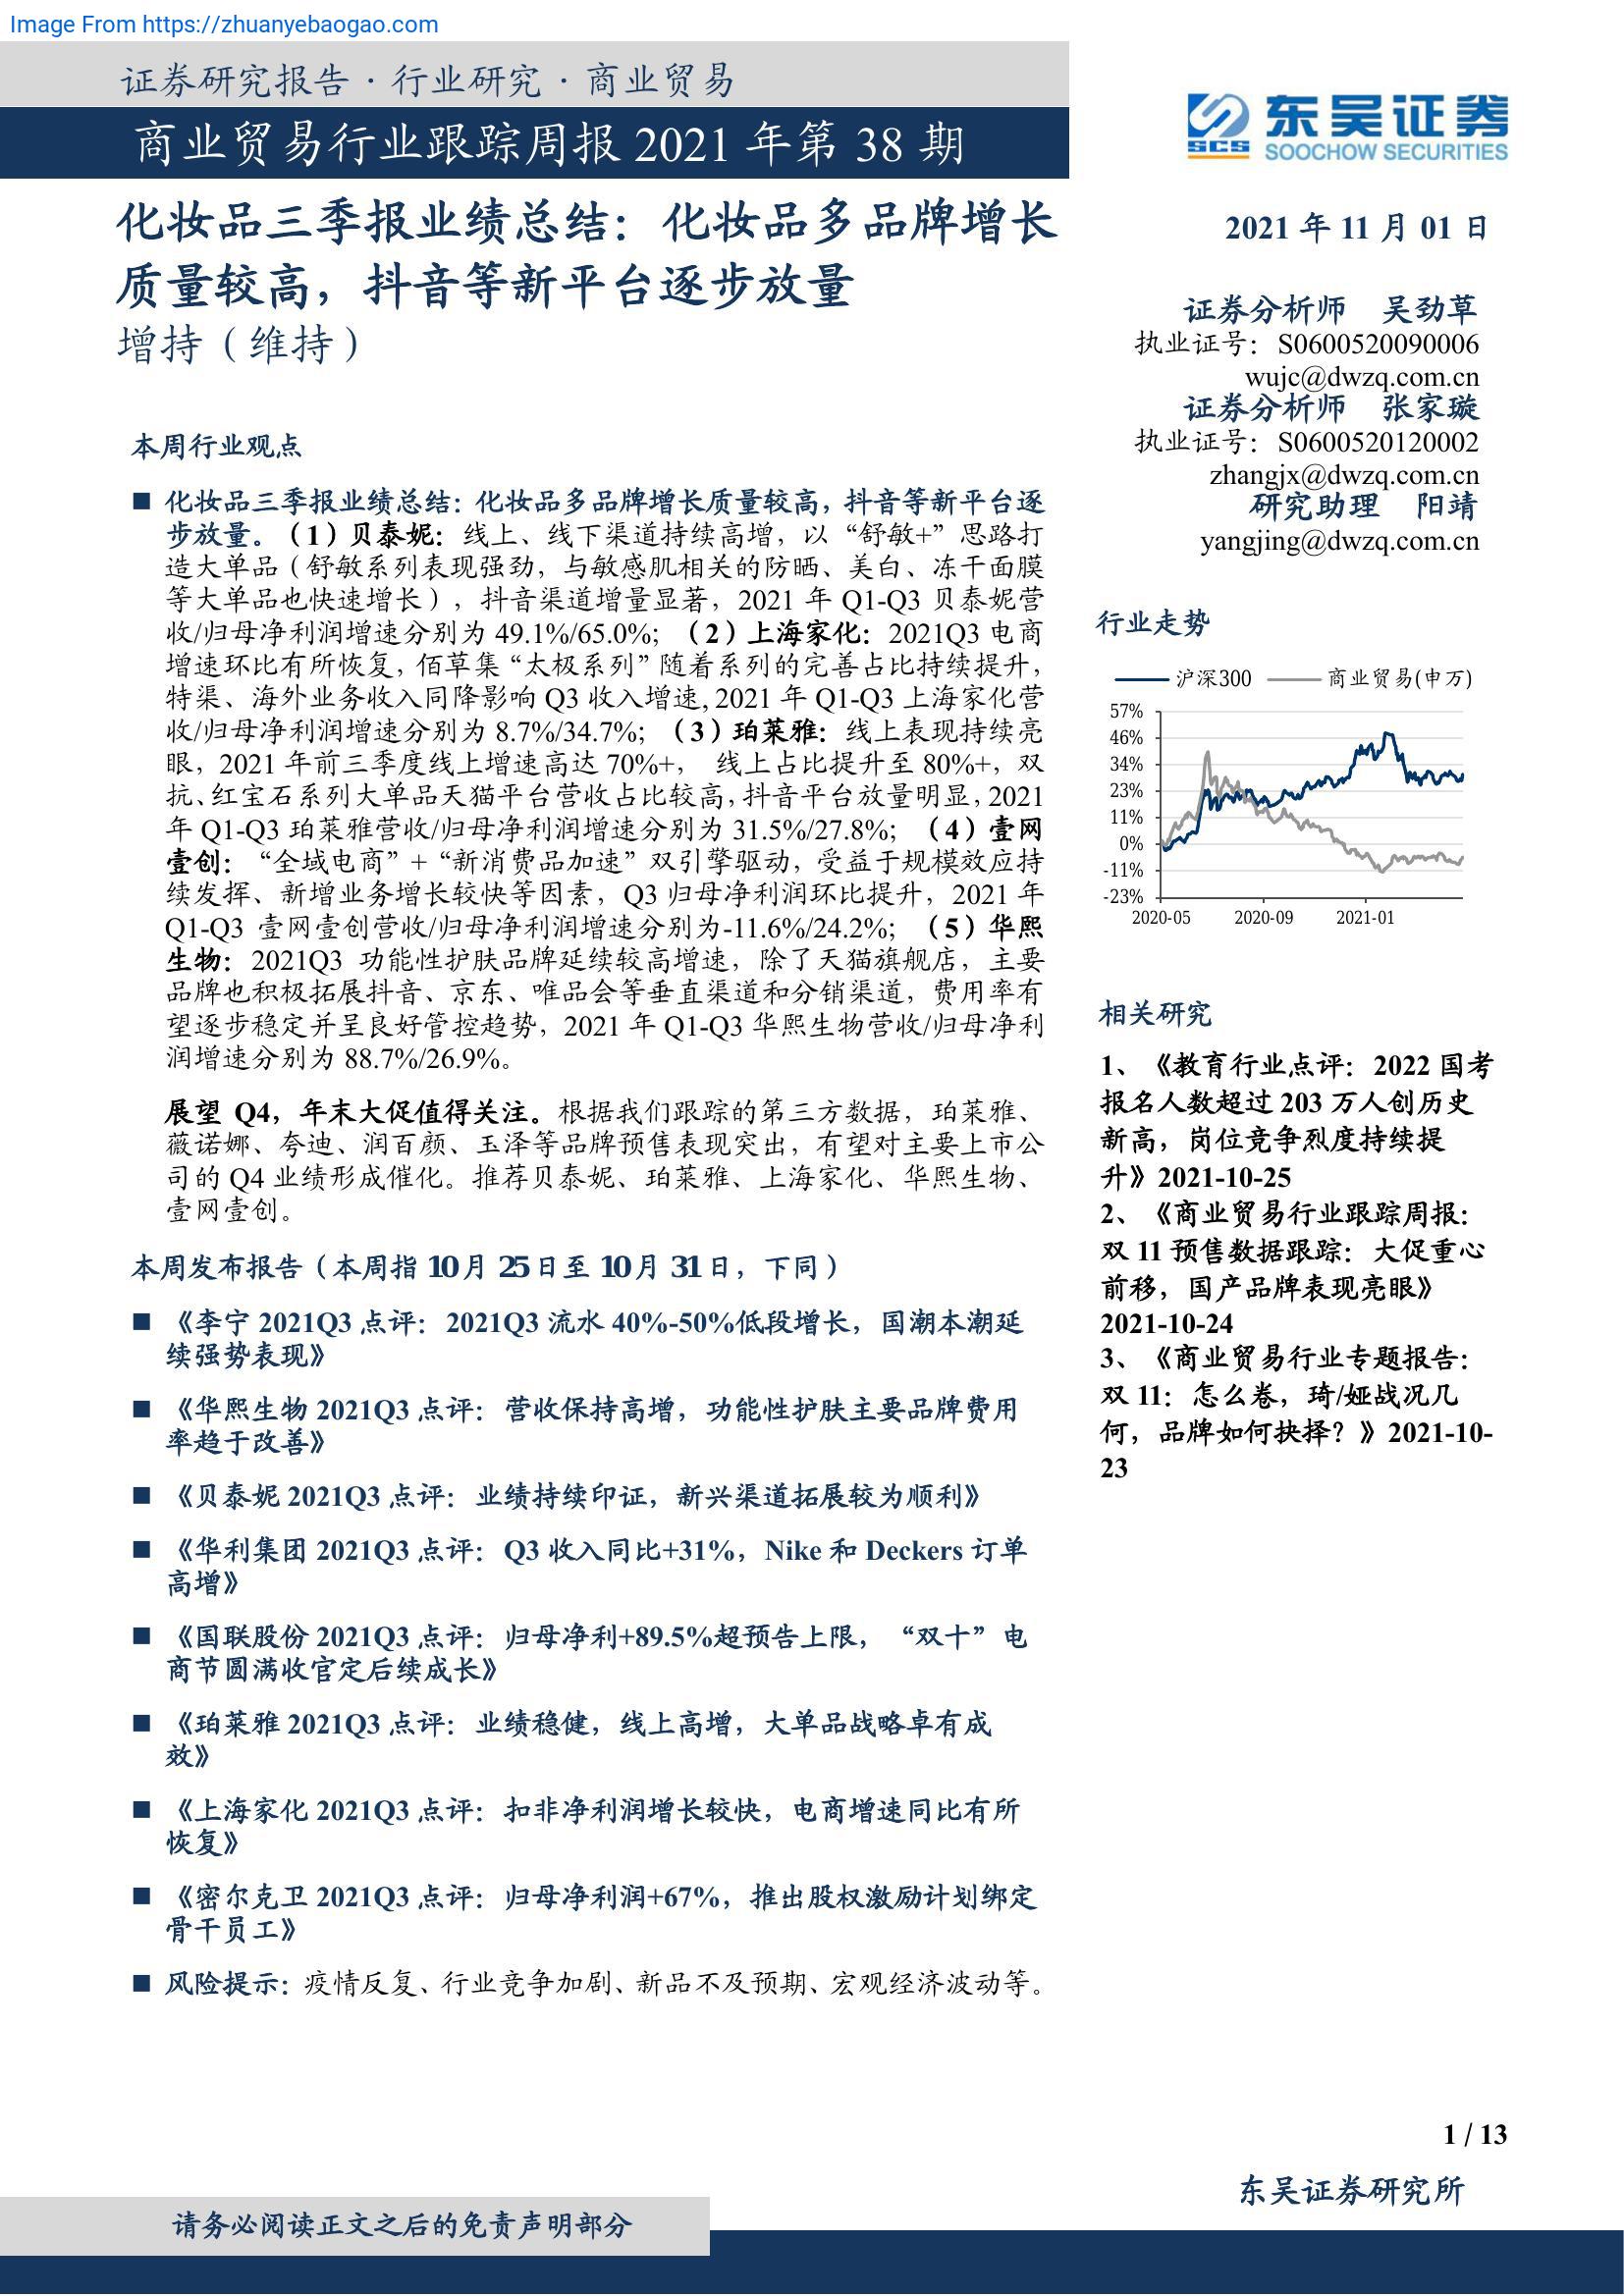 Image From https://zhuanyebaogao.com
证券研究报告·行业研究·商业贸易
商业贸易行业跟踪周报 2021 年第 38 期
东吴证券
SCS
SOOCHOW SECURITIES
化妆品三季报业绩总结：化妆品多品牌增长
质量较高，抖音等新平台逐步放量
增持（维持）
本周行业观点
■ 化妆品三季报业绩总结：化妆品多品牌增长质量较高，抖音等新平台逐
步放量。（1）贝泰妮：线上、线下渠道持续高增，以“舒敏+”思路打
造大单品（舒敏系列表现强劲，与敏感肌相关的防晒、美白、冻干面膜
等大单品也快速增长），抖音渠道增量显著，2021 年 Q1-Q3 贝泰妮营
收/归母净利润增速分别为 49.1%/65.0%；（2）上海家化：2021Q3 电商
增速环比有所恢复，佰草集“太极系列”随着系列的完善占比持续提升，
特渠、海外业务收入同降影响 Q3 收入增速，2021 年 Q1-Q3 上海家化营
收/归母净利润增速分别为 8.7%/34.7%；（3）珀莱雅：线上表现持续亮
眼，2021 年前三季度线上增速高达 70%+， 线上占比提升至 80%+，双
抗、红宝石系列大单品天猫平台营收占比较高，抖音平台放量明显，2021
年 Q1-Q3 珀莱雅营收/归母净利润增速分别为 31.5%/27.8%；（4）壹网
壹创：“全域电商”+“新消费品加速”双引擎驱动，受益于规模效应持
续发挥、新增业务增长较快等因素，Q3 归母净利润环比提升，2021 年
Q1-Q3 壹网壹创营收/归母净利润增速分别为-11.6%/24.2%；（5）华熙
生物：2021Q3 功能性护肤品牌延续较高增速，除了天猫旗舰店，主要
品牌也积极拓展抖音、京东、唯品会等垂直渠道和分销渠道，费用率有
望逐步稳定并呈良好管控趋势，2021 年 Q1-Q3 华熙生物营收/归母净利
润增速分别为 88.7%/26.9%。
展望 Q4，年末大促值得关注。根据我们跟踪的第三方数据，珀莱雅、
薇诺娜、夸迪、润百颜、玉泽等品牌预售表现突出，有望对主要上市公
司的 Q4 业绩形成催化。推荐贝泰妮、珀莱雅、上海家化、华熙生物、
壹网壹创。
本周发布报告（本周指 10 月 25 日至 10 月 31 日，下同）
■ 《李宁 2021Q3 点评：2021Q3 流水 40%-50%低段增长，国潮本潮延
续强势表现》
■ 《华熙生物 2021Q3 点评：营收保持高增，功能性护肤主要品牌费用
率趋于改善》
■ 《贝泰妮 2021Q3 点评：业绩持续印证，新兴渠道拓展较为顺利》
■ 《华利集团 2021Q3 点评：Q3 收入同比+31%，Nike 和 Deckers 订单
高增》
■ 《国联股份 2021Q3 点评：归母净利+89.5%超预告上限，“双十”电
商节圆满收官定后续成长》
■ 《珀莱雅 2021Q3 点评：业绩稳健，线上高增，大单品战略卓有成
效》
■ 《上海家化 2021Q3 点评：扣非净利润增长较快，电商增速同比有所
恢复》
■ 《密尔克卫 2021Q3 点评：归母净利润+67%，推出股权激励计划绑定
骨干员工》
■ 风险提示：疫情反复、行业竞争加剧、新品不及预期、宏观经济波动等。
2021 年 11 月 01 日
证券分析师 吴劲草
执业证号：S0600520090006
wujc@dwzq.com.cn
证券分析师 张家璇
执业证号：S0600520120002
zhangjx@dwzq.com.cn
研究助理 阳靖
yangjing@dwzq.com.cn
行业走势
沪深300 商业贸易(申万)
57%
46%
34%
23%
11%
0%
-11%
-23%
2020-05 2020-09 2021-01
相关研究
1、《教育行业点评：2022 国考
报名人数超过 203 万人创历史
新高，岗位竞争烈度持续提
升》2021-10-25
2、《商业贸易行业跟踪周报：
双 11 预售数据跟踪：大促重心
前移，国产品牌表现亮眼》
2021-10-24
3、《商业贸易行业专题报告：
双 11：怎么卷，琦/娅战况几
何，品牌如何抉择？》2021-10-
23
1 / 13
东吴证券研究所
请务必阅读正文之后的免责声明部分